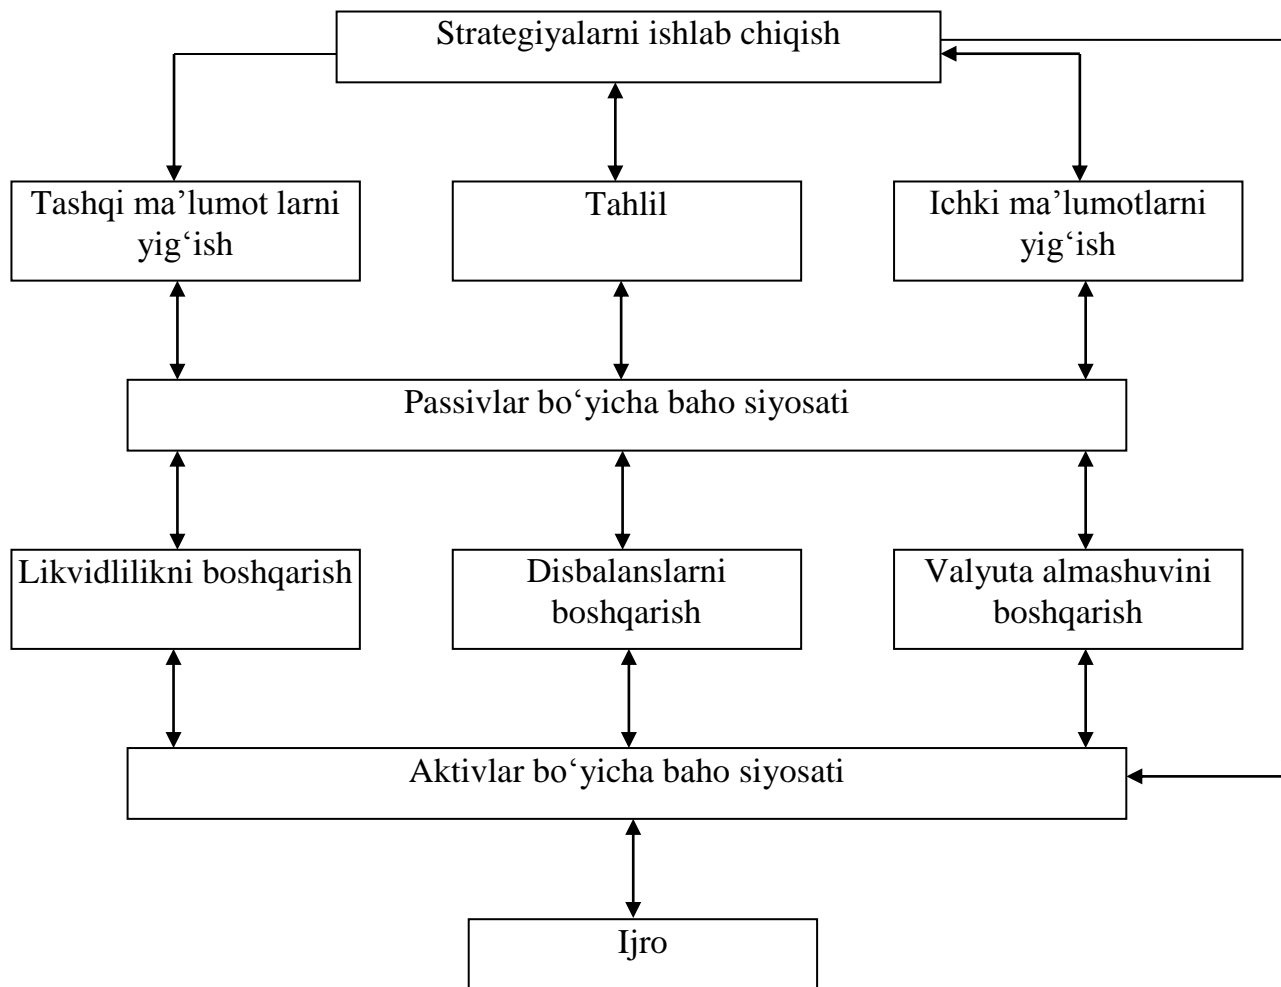 Strategiyalarni ishlab chiqish
Tashqi ma’lumot larni
yig‘ish
Tahlil
Ichki ma’lumotlarni
yig‘ish
Passivlar bo‘yicha baho siyosati
Likvidlilikni boshqarish
Disbalanslarni
boshqarish
Valyuta almashuvini
boshqarish
Aktivlar bo‘yicha baho siyosati
Ijro